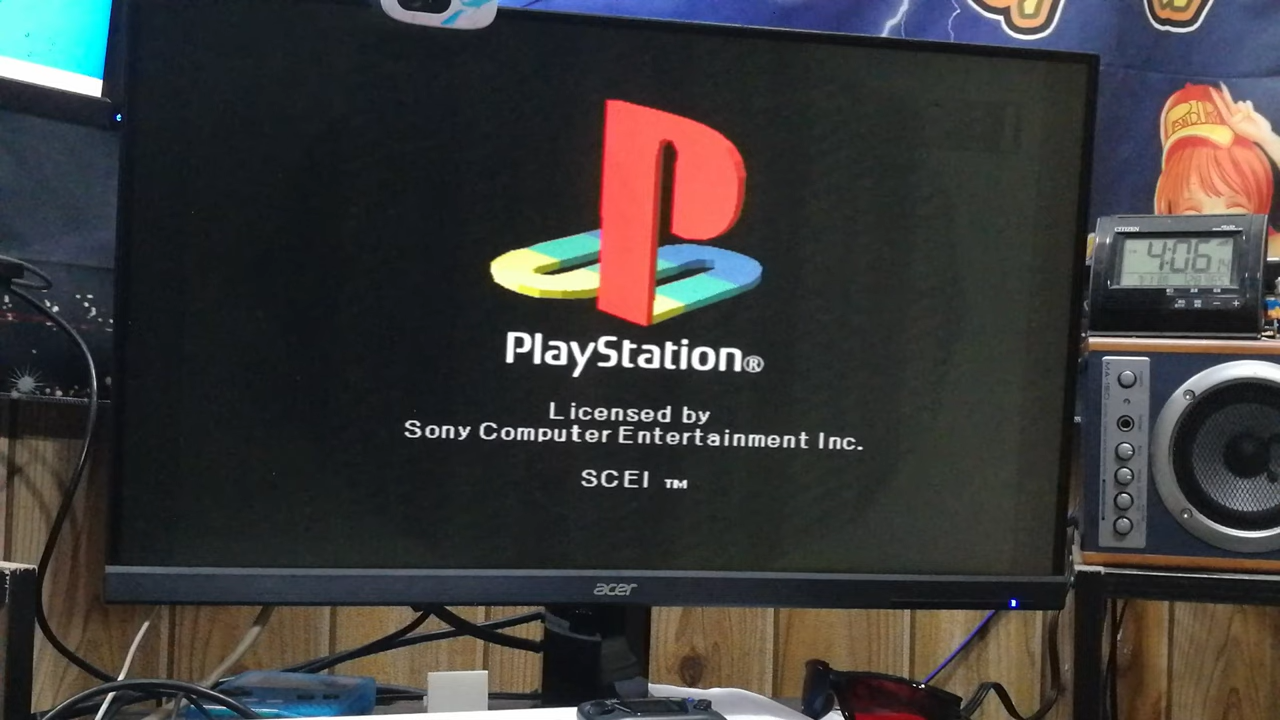 PlayStation®
Licensed by
Sony Computer Entertainment Inc.
SCEI TM
acer
CITIZEN
4:06